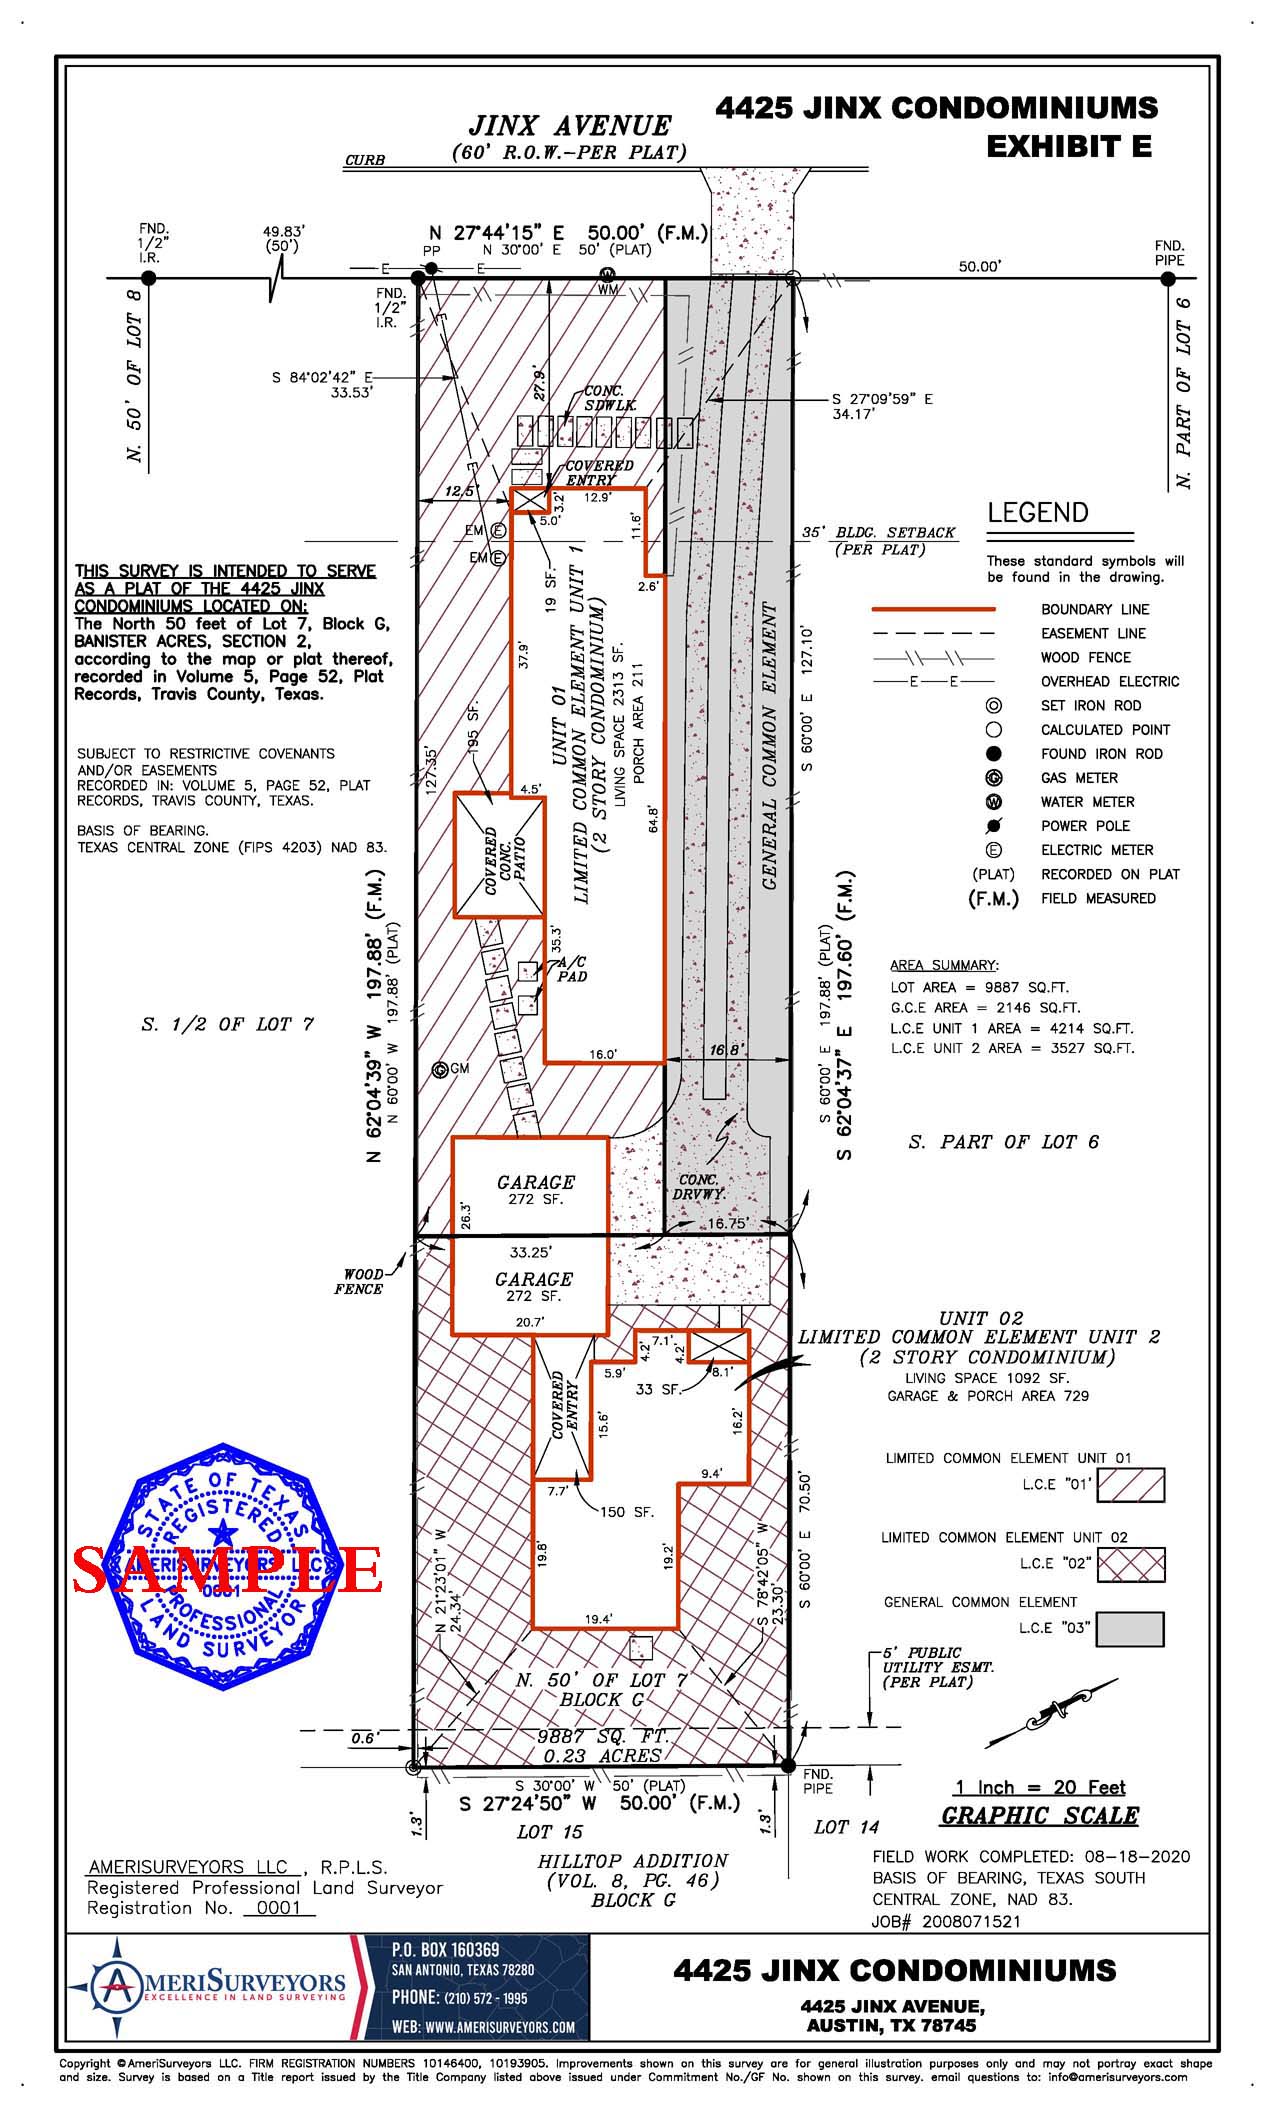 4425 JINX CONDOMINIUMS
EXHIBIT E
JINX AVENUE
(60' R.O.W.-PER PLAT)
CURB
N 27°44'15" E 50.00' (F.M.)
N 30°00' E 50' (PLAT)
FND.
1/2"
I.R.
49.83'
(50')
PP
E
E
WM
W
FND.
1/2"
I.R.
50.00'
FND.
PIPE
N. 50' OF LOT 8
N. PART OF LOT 6
S 84°02'42" E
33.53'
E
E
27.9'
CONC.
SDWLK.
S 27°09'59" E
34.17'
COVERED
ENTRY
12.5'
3.2'
12.9'
5.0'
11.6'
2.6'
EM E
EM E
19 SF.
35' BLDG. SETBACK
(PER PLAT)
THIS SURVEY IS INTENDED TO SERVE
AS A PLAT OF THE 4425 JINX
CONDOMINIUMS LOCATED ON:
The North 50 feet of Lot 7, Block G,
BANISTER ACRES, SECTION 2,
according to the map or plat thereof,
recorded in Volume 5, Page 52, Plat
Records, Travis County, Texas.
SUBJECT TO RESTRICTIVE COVENANTS
AND/OR EASEMENTS
RECORDED IN: VOLUME 5, PAGE 52, PLAT
RECORDS, TRAVIS COUNTY, TEXAS.
BASIS OF BEARING.
TEXAS CENTRAL ZONE (FIPS 4203) NAD 83.
LEGEND
These standard symbols will
be found in the drawing.
BOUNDARY LINE
EASEMENT LINE
WOOD FENCE
E E OVERHEAD ELECTRIC
SET IRON ROD
CALCULATED POINT
FOUND IRON ROD
G GAS METER
W WATER METER
POWER POLE
E ELECTRIC METER
(PLAT) RECORDED ON PLAT
(F.M.) FIELD MEASURED
37.9'
UNIT 01
LIMITED COMMON ELEMENT UNIT 1
(2 STORY CONDOMINIUM)
LIVING SPACE 2313 SF.
PORCH AREA 211
GENERAL COMMON ELEMENT
S 60°00' E 127.10'
127.35'
195 SF.
4.5'
64.8'
COVERED
CONC.
PATIO
35.3'
A/C
PAD
N 62°04'39" W 197.88' (F.M.)
N 60°00' W 197.88' (PLAT)
S 60°00' E 197.88' (PLAT)
S 62°04'37" E 197.60' (F.M.)
AREA SUMMARY:
LOT AREA = 9887 SQ.FT.
G.C.E AREA = 2146 SQ.FT.
L.C.E UNIT 1 AREA = 4214 SQ.FT.
L.C.E UNIT 2 AREA = 3527 SQ.FT.
S. 1/2 OF LOT 7
16.0'
16.8'
G GM
S. PART OF LOT 6
GARAGE
272 SF.
CONC.
DRVWY.
26.3'
16.75'
33.25'
WOOD
FENCE
GARAGE
272 SF.
20.7'
UNIT 02
LIMITED COMMON ELEMENT UNIT 2
(2 STORY CONDOMINIUM)
LIVING SPACE 1092 SF.
GARAGE & PORCH AREA 729
4.2'
7.1'
4.2'
5.9'
8.1'
33 SF.
COVERED
ENTRY
15.6'
16.2'
9.4'
7.7'
150 SF.
LIMITED COMMON ELEMENT UNIT 01
L.C.E "01'
LIMITED COMMON ELEMENT UNIT 02
L.C.E "02"
GENERAL COMMON ELEMENT
L.C.E "03"
STATE OF TEXAS
REGISTERED
AMERISURVEYORS LLC
SAMPLE
0001
PROFESSIONAL
LAND SURVEYOR
N 21°23'01" W
24.34'
19.8'
19.2'
19.4'
S 78°42'05" W
23.30'
S 60°00' E 70.50'
5' PUBLIC
UTILITY ESMT.
(PER PLAT)
N. 50' OF LOT 7
BLOCK G
9887 SQ. FT.
0.23 ACRES
0.6'
S 30°00' W 50' (PLAT)
S 27°24'50" W 50.00' (F.M.)
FND.
PIPE
1.3'
1.3'
LOT 15
LOT 14
HILLTOP ADDITION
(VOL. 8, PG. 46)
BLOCK G
1 Inch = 20 Feet
GRAPHIC SCALE
AMERISURVEYORS LLC , R.P.L.S.
Registered Professional Land Surveyor
Registration No. 0001
FIELD WORK COMPLETED: 08-18-2020
BASIS OF BEARING, TEXAS SOUTH
CENTRAL ZONE, NAD 83.
JOB# 2008071521
AMERISURVEYORS
EXCELLENCE IN LAND SURVEYING
P.O. BOX 160369
SAN ANTONIO, TEXAS 78280
PHONE: (210) 572 - 1995
WEB: WWW.AMERISURVEYORS.COM
4425 JINX CONDOMINIUMS
4425 JINX AVENUE,
AUSTIN, TX 78745
Copyright ©AmeriSurveyors LLC. FIRM REGISTRATION NUMBERS 10146400, 10193905. Improvements shown on this survey are for general illustration purposes only and may not portray exact shape
and size. Survey is based on a Title report issued by the Title Company listed above issued under Commitment No./GF No. shown on this survey. email questions to: info@amerisurveyors.com